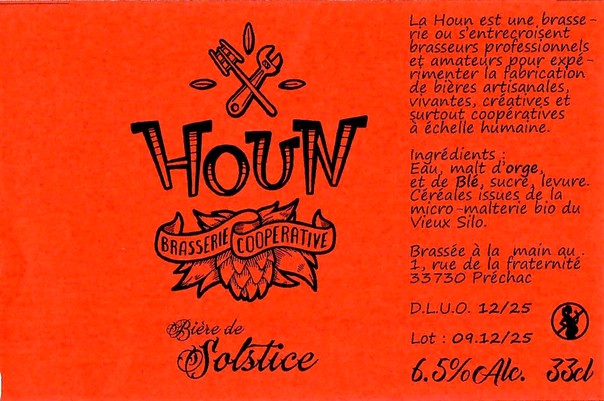 HOUN
BRASSERIE COOPÉRATIVE
Bière de
Solstice
La Houn est une brasse-
rie ou s'entrecroisent
brasseurs professionnels
et amateurs pour expé-
rimenter la fabrication
de bières artisanales,
vivantes, créatives et
surtout coopératives
à échelle humaine.
Ingrédients :
Eau, malt d'orge,
et de Blé, sucre, levure.
Céréales issues de la
micro-malterie bio du
Vieux Silo.
Brassée à la main au :
1, rue de la fraternité
33730 Préchac
D.L.U.O. 12/25
Lot : 09.12/25
6.5% Alc. 33cl